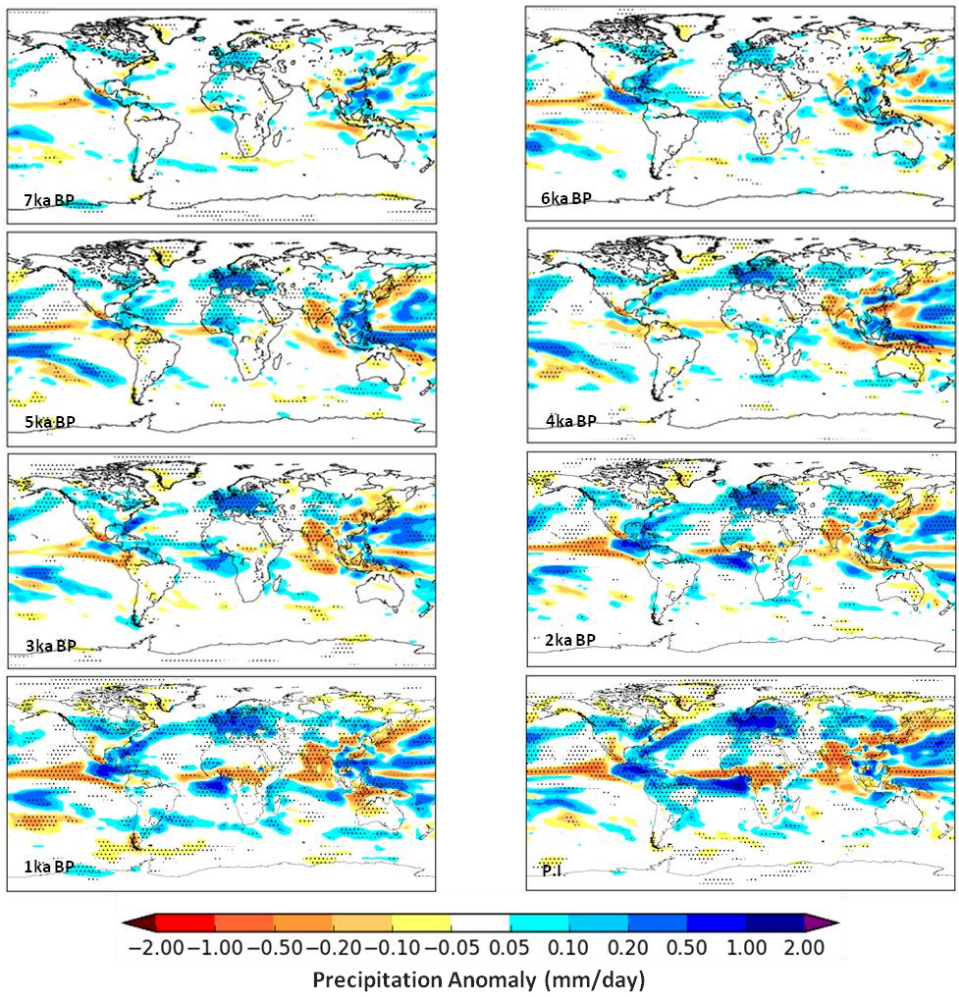 7ka BP
6ka BP
5ka BP
4ka BP
3ka BP
2ka BP
1ka BP
P.I.
−2.00 −1.00 −0.50 −0.20 −0.10 −0.05 0.05 0.10 0.20 0.50 1.00 2.00
Precipitation Anomaly (mm/day)